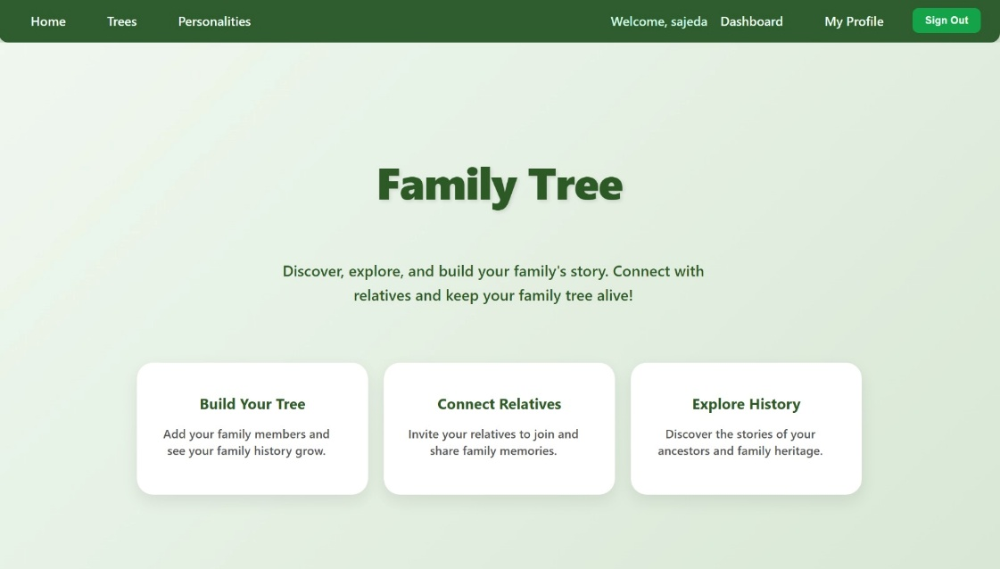 Home Trees Personalities Welcome, sajeda Dashboard My Profile Sign Out
Family Tree
Discover, explore, and build your family's story. Connect with
relatives and keep your family tree alive!
Build Your Tree
Add your family members and
see your family history grow.
Connect Relatives
Invite your relatives to join and
share family memories.
Explore History
Discover the stories of your
ancestors and family heritage.